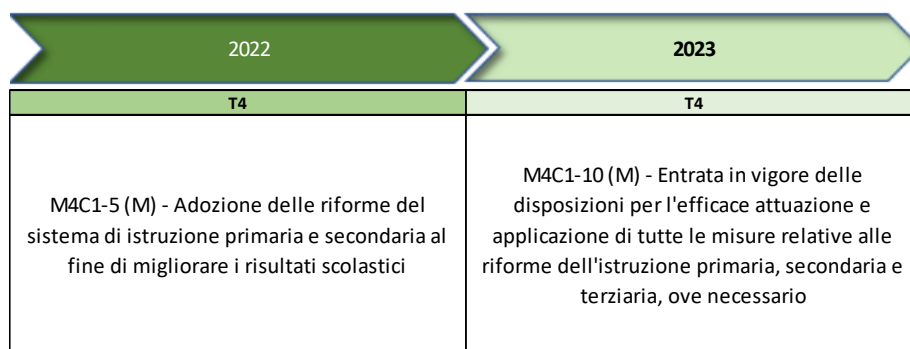 2022
2023
T4
T4
M4C1-5 (M) - Adozione delle riforme del
sistema di istruzione primaria e secondaria al
fine di migliorare i risultati scolastici
M4C1-10 (M) - Entrata in vigore delle
disposizioni per l'efficace attuazione e
applicazione di tutte le misure relative alle
riforme dell'istruzione primaria, secondaria e
terziaria, ove necessario